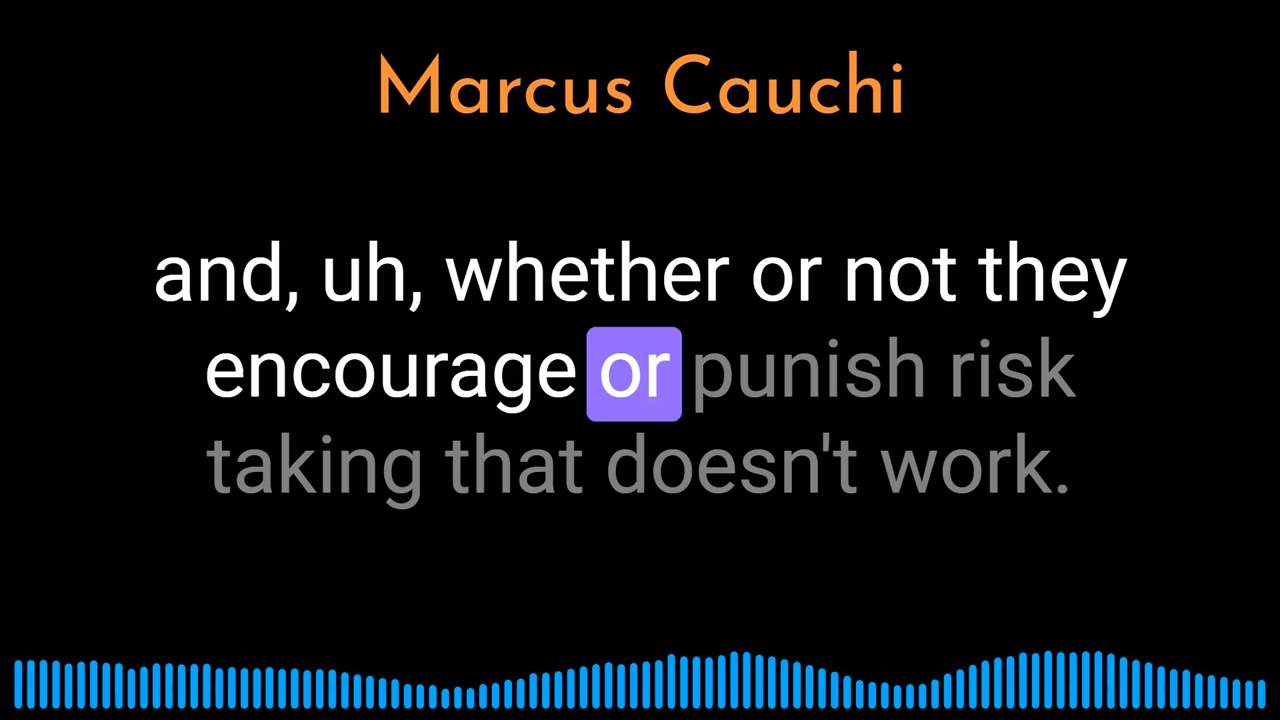 Marcus Cauchi
and, uh, whether or not they
encourage or punish risk
taking that doesn't work.